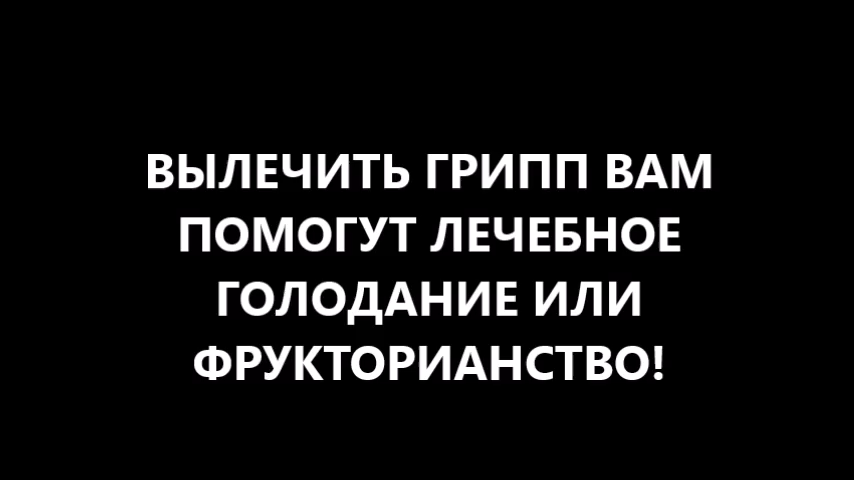 ВЫЛЕЧИТЬ ГРИПП ВАМ
ПОМОГУТ ЛЕЧЕБНОЕ
ГОЛОДАНИЕ ИЛИ
ФРУКТОРИАНСТВО!